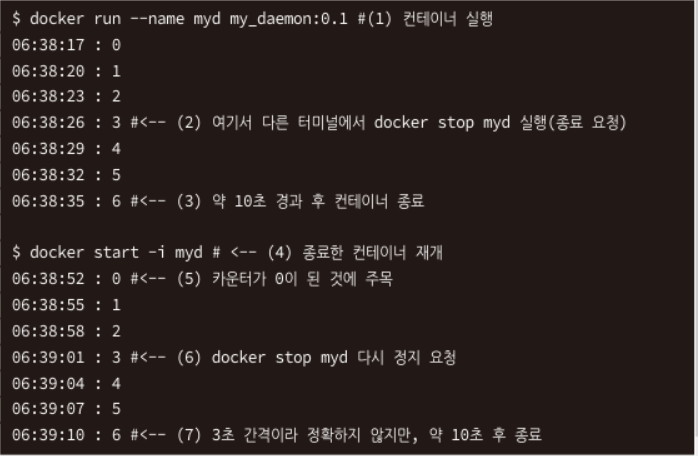 $ docker run --name myd my_daemon:0.1 #(1) 컨테이너 실행
06:38:17 : 0
06:38:20 : 1
06:38:23 : 2
06:38:26 : 3 #<-- (2) 여기서 다른 터미널에서 docker stop myd 실행(종료 요청)
06:38:29 : 4
06:38:32 : 5
06:38:35 : 6 #<-- (3) 약 10초 경과 후 컨테이너 종료
$ docker start -i myd # <-- (4) 종료한 컨테이너 재개
06:38:52 : 0 #<-- (5) 카운터가 0이 된 것에 주목
06:38:55 : 1
06:38:58 : 2
06:39:01 : 3 #<-- (6) docker stop myd 다시 정지 요청
06:39:04 : 4
06:39:07 : 5
06:39:10 : 6 #<-- (7) 3초 간격이라 정확하지 않지만, 약 10초 후 종료